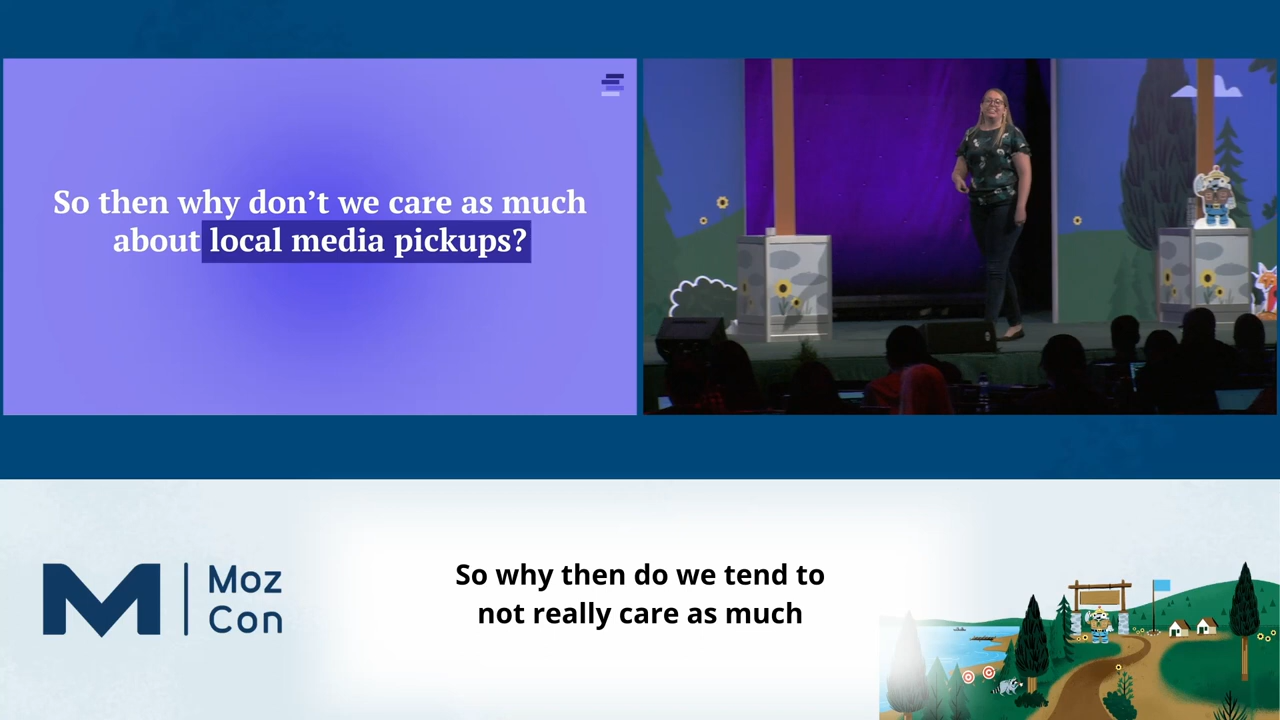 So then why don’t we care as much
about local media pickups?
Moz
Con
So why then do we tend to
not really care as much